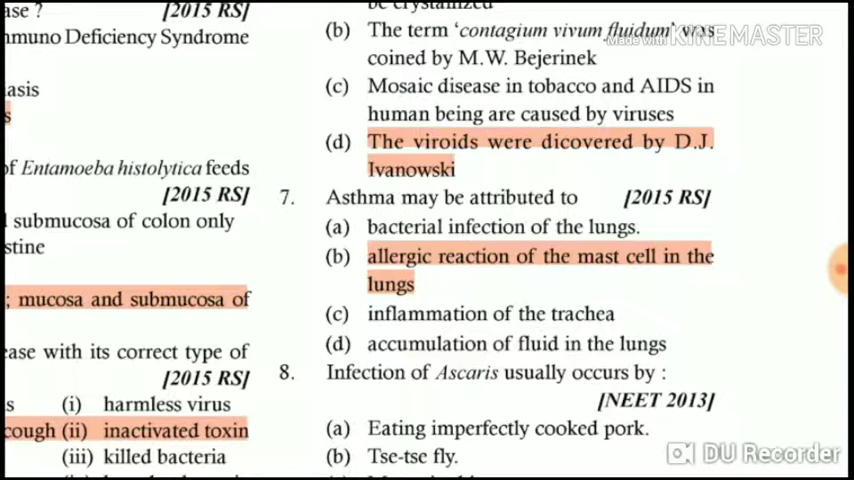 ase ? [2015 RS]
mmuno Deficiency Syndrome
asis
s
of Entamoeba histolytica feeds
[2015 RS]
submucosa of colon only
stine
; mucosa and submucosa of
ease with its correct type of
[2015 RS]
s (i) harmless virus
cough (ii) inactivated toxin
(iii) killed bacteria
be crystallized
(b) The term ‘contagium vivum fluidum’ was
coined by M.W. Bejerinek
(c) Mosaic disease in tobacco and AIDS in
human being are caused by viruses
(d) The viroids were dicovered by D.J.
Ivanowski
7. Asthma may be attributed to [2015 RS]
(a) bacterial infection of the lungs.
(b) allergic reaction of the mast cell in the
lungs
(c) inflammation of the trachea
(d) accumulation of fluid in the lungs
8. Infection of Ascaris usually occurs by :
[NEET 2013]
(a) Eating imperfectly cooked pork.
(b) Tse-tse fly.
Made with KINEMASTER
DU Recorder